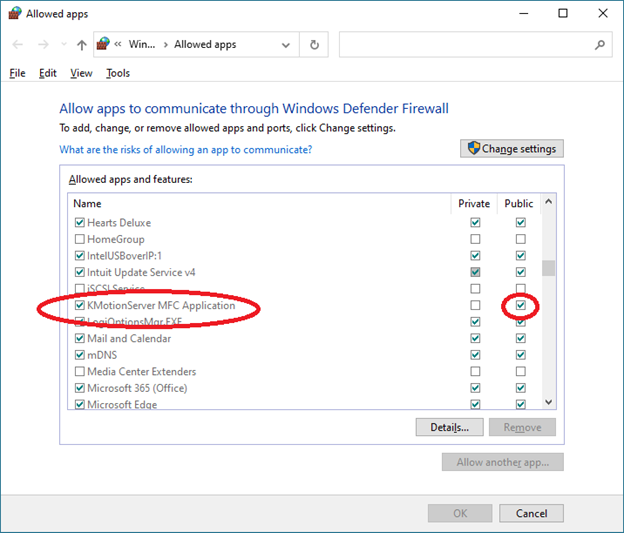 Allowed apps
« Win... > Allowed apps
File Edit View Tools
Allow apps to communicate through Windows Defender Firewall
To add, change, or remove allowed apps and ports, click Change settings.
What are the risks of allowing an app to communicate?
Change settings
Allowed apps and features:
Name Private Public
Hearts Deluxe
HomeGroup
IntelUSBoverIP:1
Intuit Update Service v4
iSCSI Service
KMotionServer MFC Application
LogiOptionsMgr.EXE
Mail and Calendar
mDNS
Media Center Extenders
Microsoft 365 (Office)
Microsoft Edge
Details... Remove
Allow another app...
OK Cancel